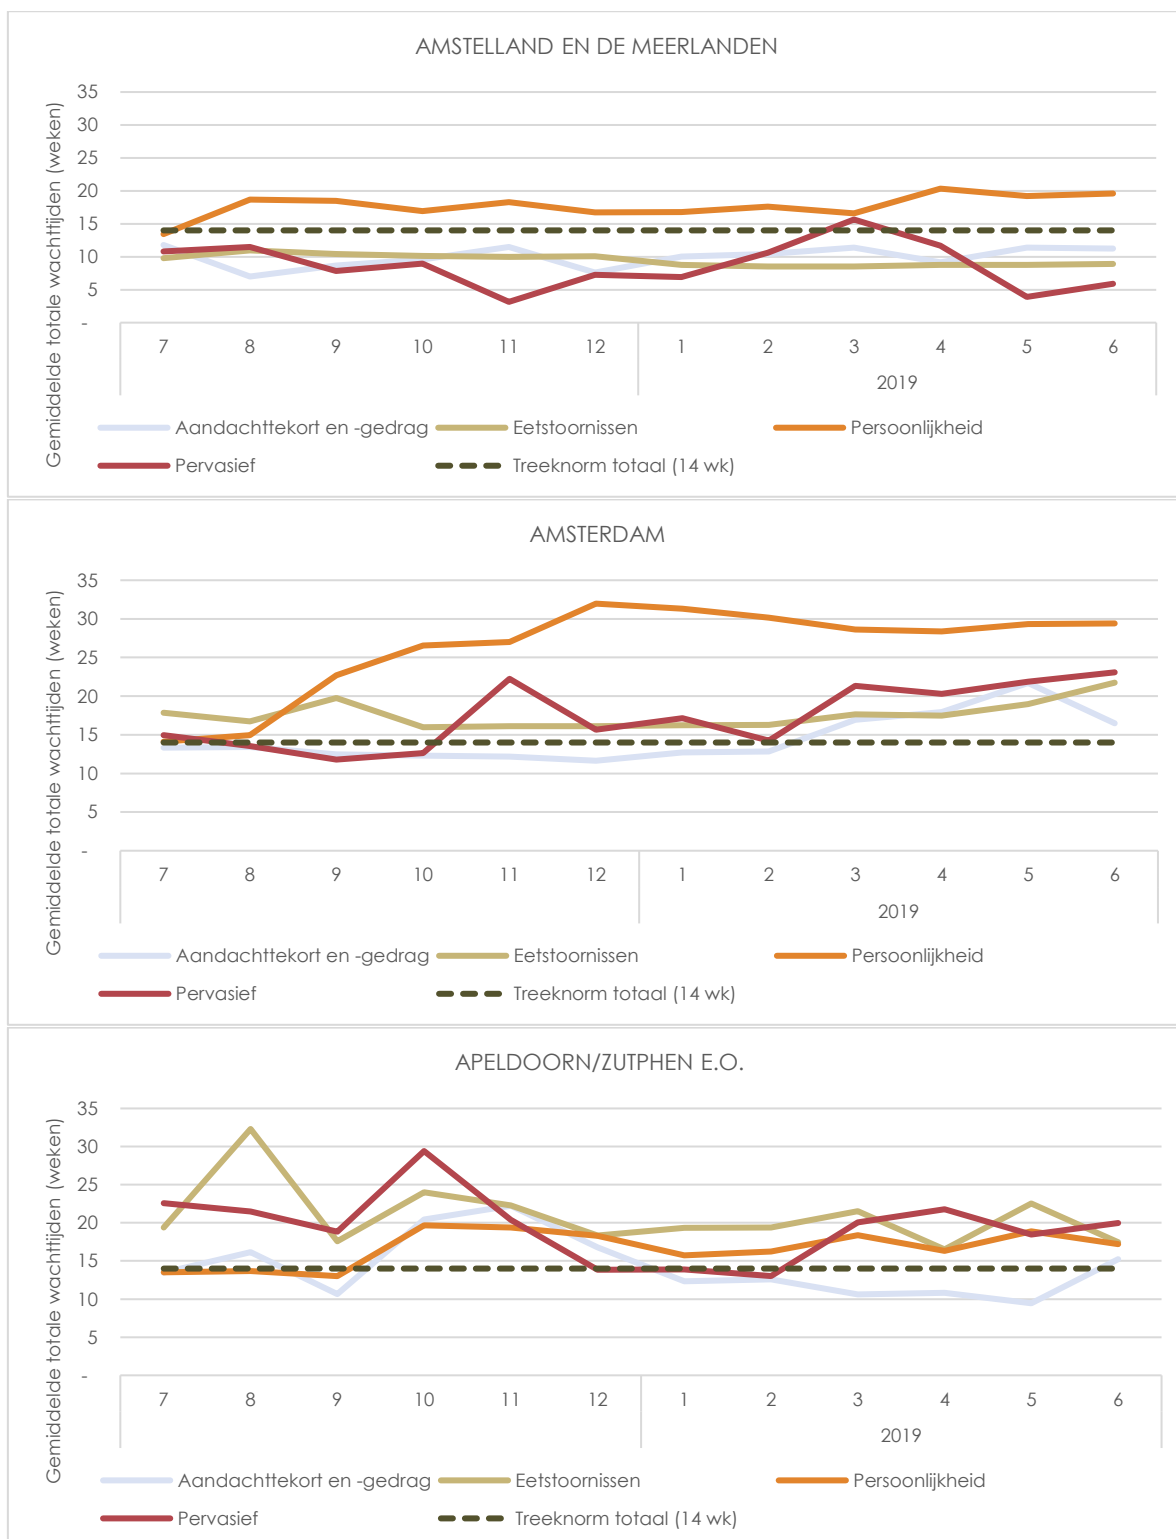 AMSTELLAND EN DE MEERLANDEN
Gemiddelde totale wachttijden (weken)
35
30
25
20
15
10
5
-
7 8 9 10 11 12 1 2 3 4 5 6
2019
Aandachttekort en -gedrag Eetstoornissen Persoonlijkheid
Pervasief Treeknorm totaal (14 wk)
AMSTERDAM
Gemiddelde totale wachttijden (weken)
35
30
25
20
15
10
5
-
7 8 9 10 11 12 1 2 3 4 5 6
2019
Aandachttekort en -gedrag Eetstoornissen Persoonlijkheid
Pervasief Treeknorm totaal (14 wk)
APELDOORN/ZUTPHEN E.O.
Gemiddelde totale wachttijden (weken)
35
30
25
20
15
10
5
-
7 8 9 10 11 12 1 2 3 4 5 6
2019
Aandachttekort en -gedrag Eetstoornissen Persoonlijkheid
Pervasief Treeknorm totaal (14 wk)